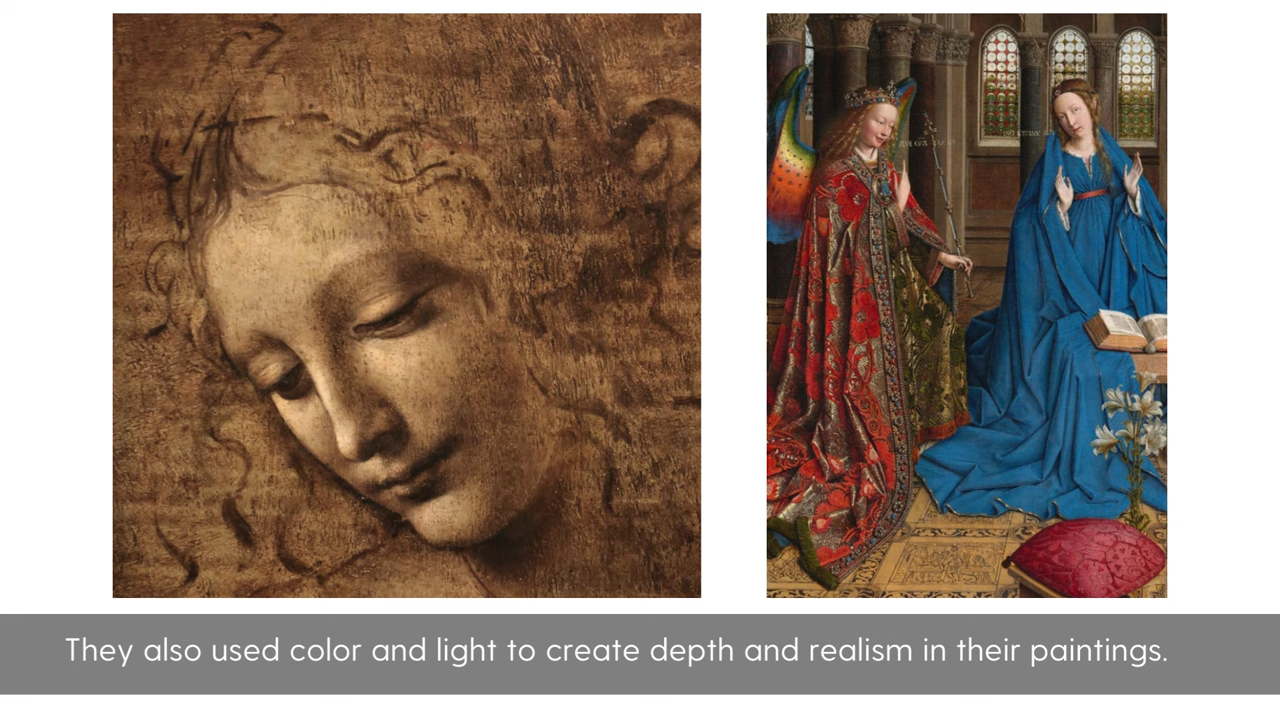 They also used color and light to create depth and realism in their paintings.